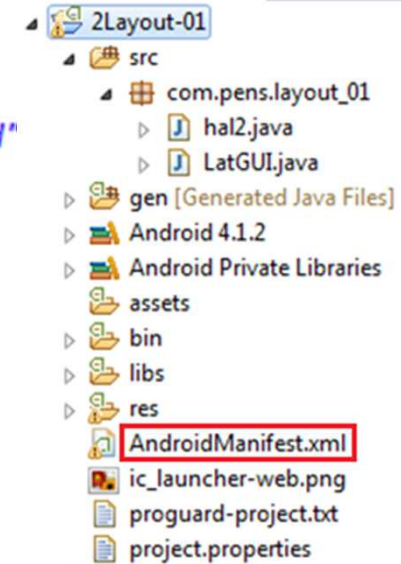 2Layout-01
src
com.pens.layout_01
hal2.java
LatGUI.java
gen [Generated Java Files]
Android 4.1.2
Android Private Libraries
assets
bin
libs
res
AndroidManifest.xml
ic_launcher-web.png
proguard-project.txt
project.properties